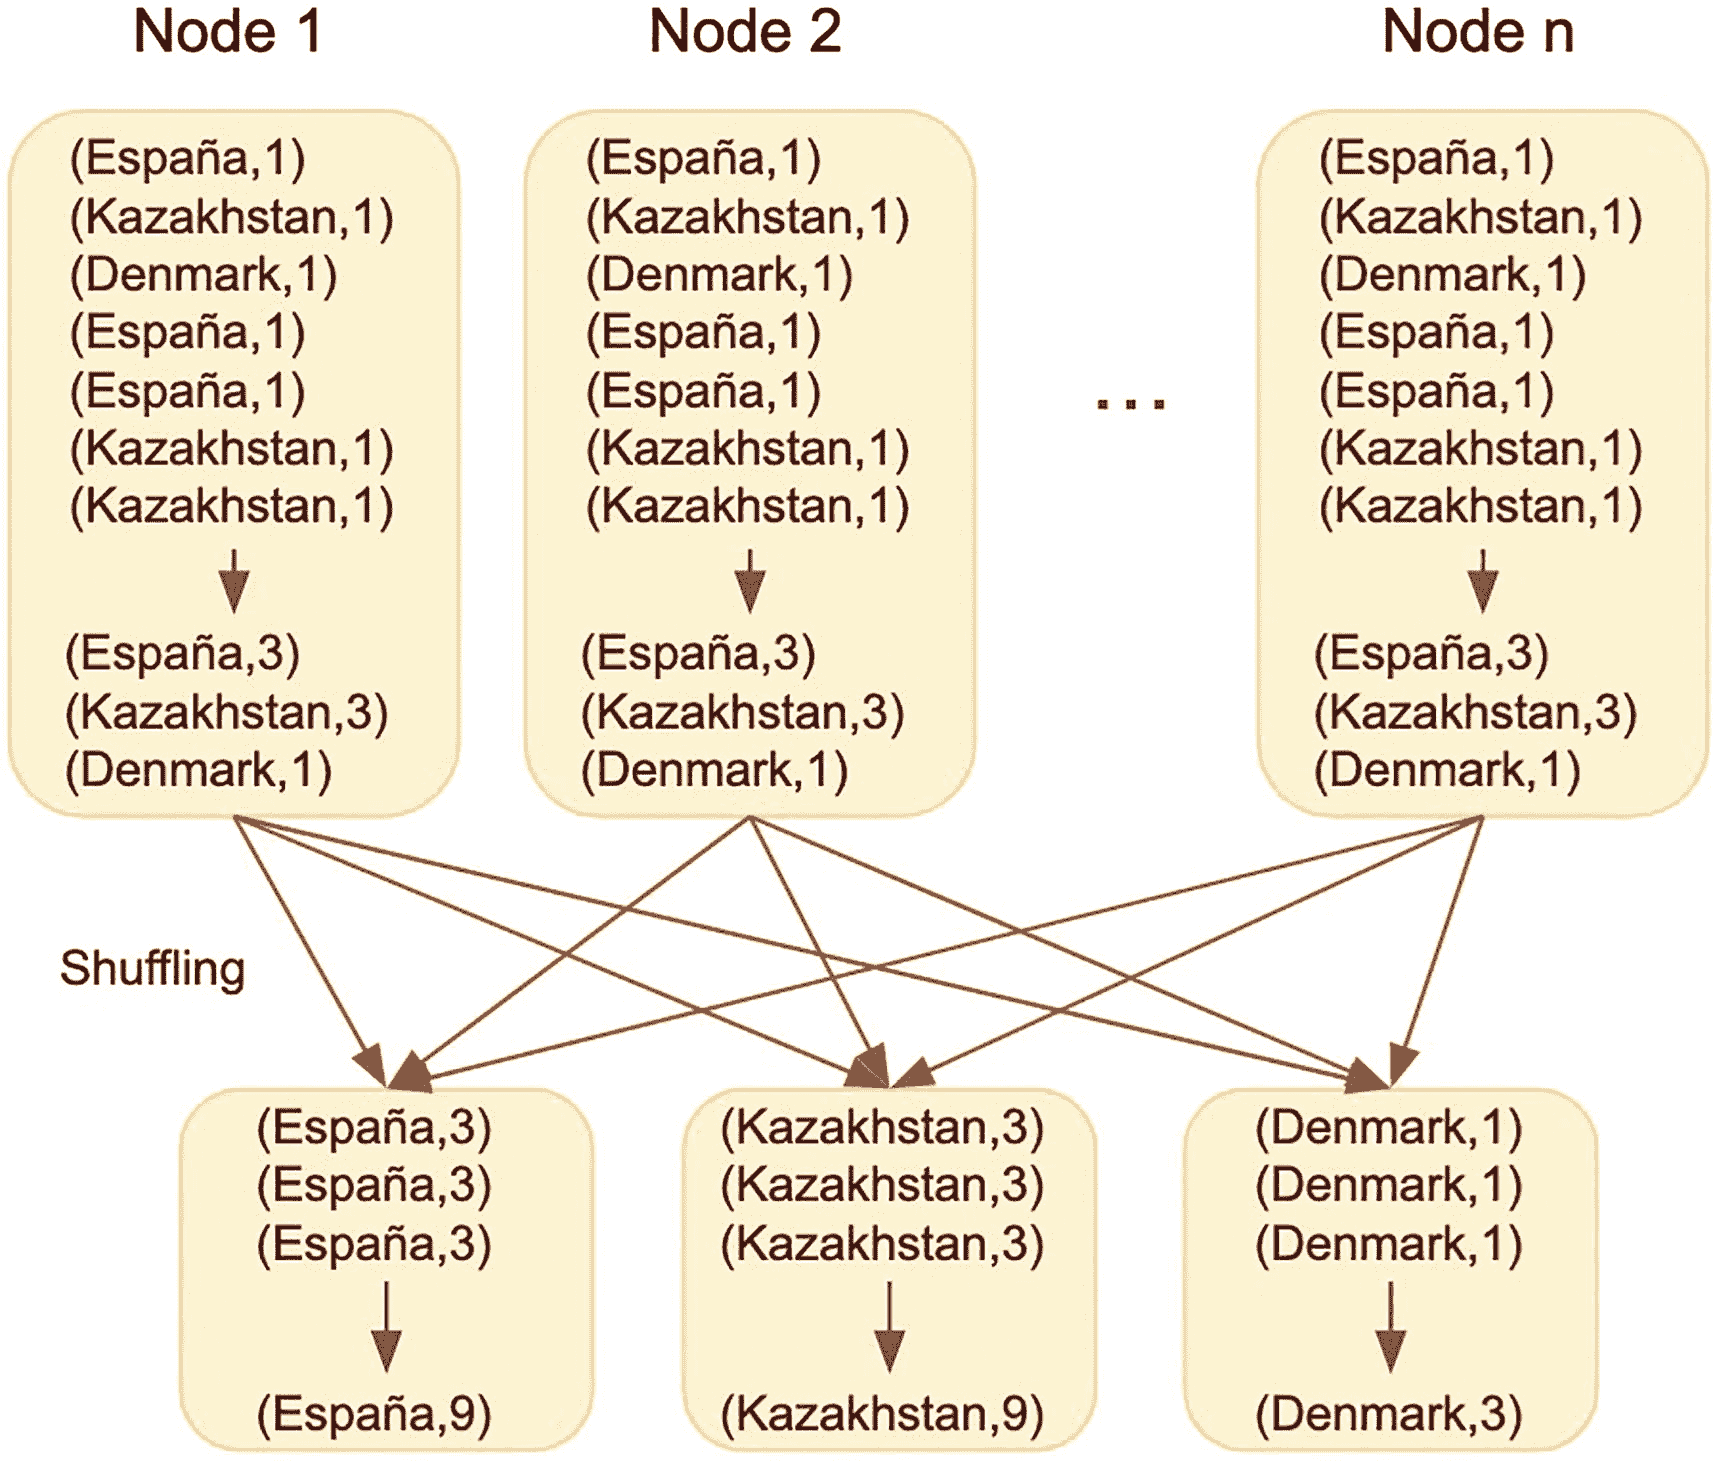 Node 1
Node 2
Node n
(España,1)
(Kazakhstan,1)
(Denmark,1)
(España,1)
(España,1)
(Kazakhstan,1)
(Kazakhstan,1)
(España,3)
(Kazakhstan,3)
(Denmark,1)
(España,1)
(Kazakhstan,1)
(Denmark,1)
(España,1)
(España,1)
(Kazakhstan,1)
(Kazakhstan,1)
(España,3)
(Kazakhstan,3)
(Denmark,1)
...
(España,1)
(Kazakhstan,1)
(Denmark,1)
(España,1)
(España,1)
(Kazakhstan,1)
(Kazakhstan,1)
(España,3)
(Kazakhstan,3)
(Denmark,1)
Shuffling
(España,3)
(España,3)
(España,3)
(España,9)
(Kazakhstan,3)
(Kazakhstan,3)
(Kazakhstan,3)
(Kazakhstan,9)
(Denmark,1)
(Denmark,1)
(Denmark,1)
(Denmark,3)